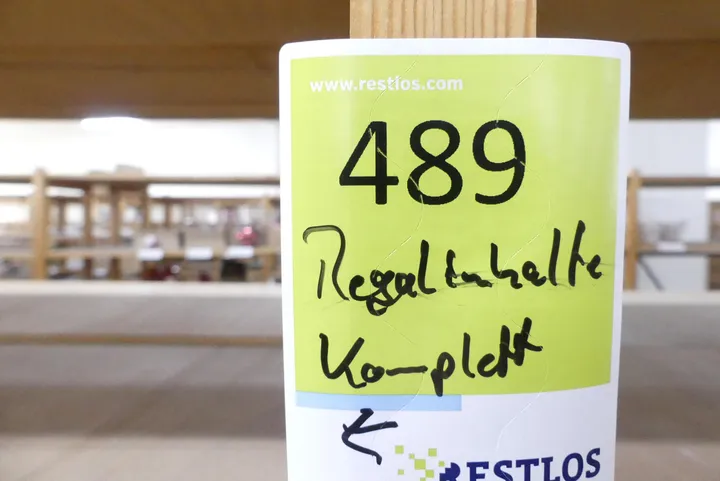 www.restlos.com
489
Regalinhalte
Komplett
RESTLOS